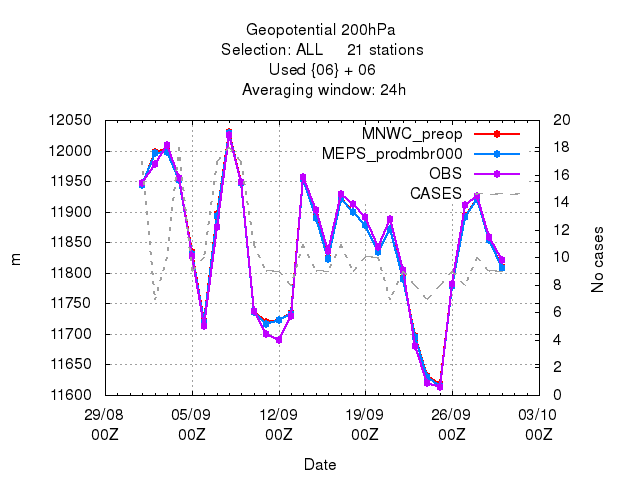 Geopotential 200hPa
Selection: ALL     21 stations
Used {06} + 06
Averaging window: 24h
12050
12000
11950
11900
11850
11800
11750
11700
11650
11600
m
20
18
16
14
12
10
8
6
4
2
0
No cases
MNWC_preop
MEPS_prodmbr000
OBS
CASES
29/08 05/09 12/09 19/09 26/09 03/10
00Z 00Z 00Z 00Z 00Z 00Z
Date